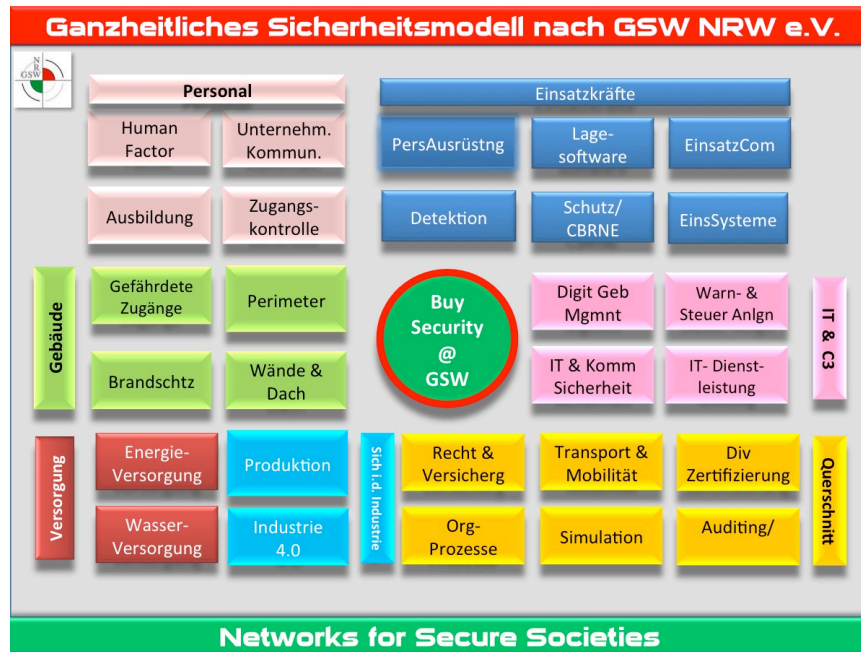 Ganzheitliches Sicherheitsmodell nach GSW NRW e.V.
N
R
GSW
Personal
Einsatzkräfte
Human
Factor
Unternehm.
Kommun.
PersAusrüstng
Lage-
software
EinsatzCom
Ausbildung
Zugangs-
kontrolle
Detektion
Schutz/
CBRNE
EinsSysteme
Gebäude
Gefährdete
Zugänge
Perimeter
Buy
Security
@
GSW
Digit Geb
Mgmnt
Warn- &
Steuer Anlgn
IT & C3
Brandschtz
Wände &
Dach
IT & Komm
Sicherheit
IT- Dienst-
leistung
Versorgung
Energie-
Versorgung
Produktion
Sich i.d. Industrie
Recht &
Versicherg
Transport &
Mobilität
Div
Zertifizierung
Querschnitt
Wasser-
Versorgung
Industrie
4.0
Org-
Prozesse
Simulation
Auditing/
Networks for Secure Societies